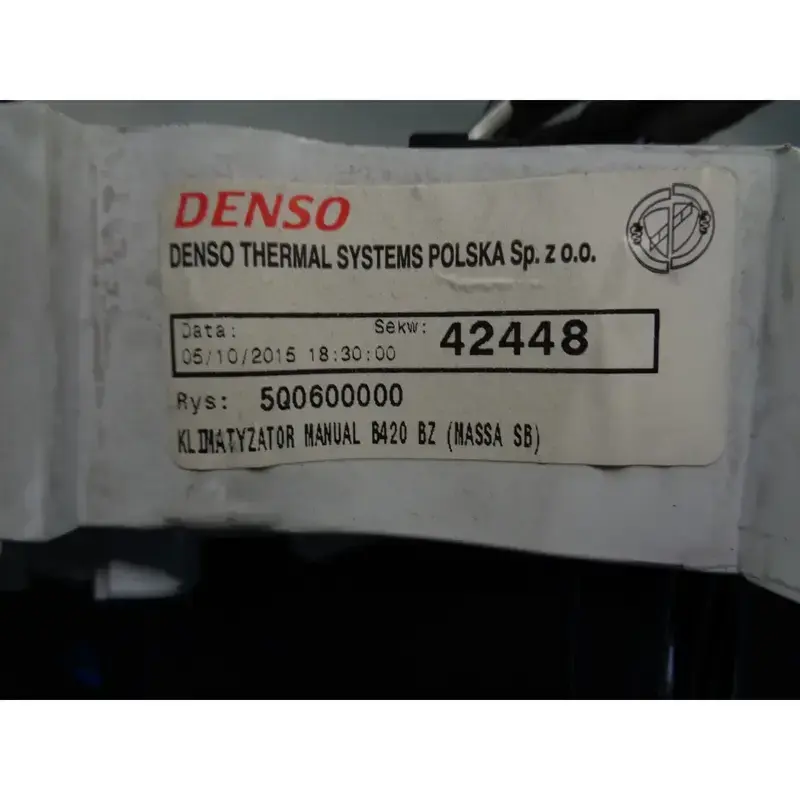 DENSO
DENSO THERMAL SYSTEMS POLSKA Sp. z o.o.
Data: Sekw: 42448
05/10/2015 18:30:00
Rys: 5Q0600000
KLIMATYZATOR MANUAL B420 BZ (MASSA SB)